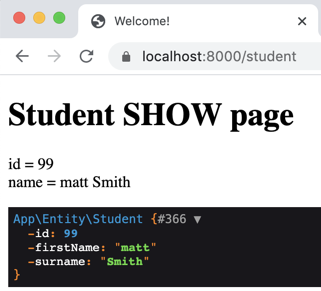 Welcome!
localhost:8000/student
Student SHOW page
id = 99
name = matt Smith
App\Entity\Student {#366 ▼
-id: 99
-firstName: "matt"
-surname: "Smith"
}